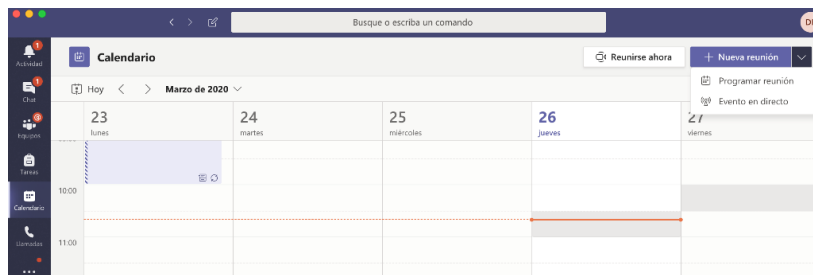 Busque o escriba un comando
Actividad
Chat
Equipos
Tareas
Calendario
Llamadas
Calendario
Reunirse ahora
+ Nueva reunión
Programar reunión
Evento en directo
Hoy < > Marzo de 2020
23
lunes
24
martes
25
miércoles
26
jueves
27
viernes
10:00
11:00